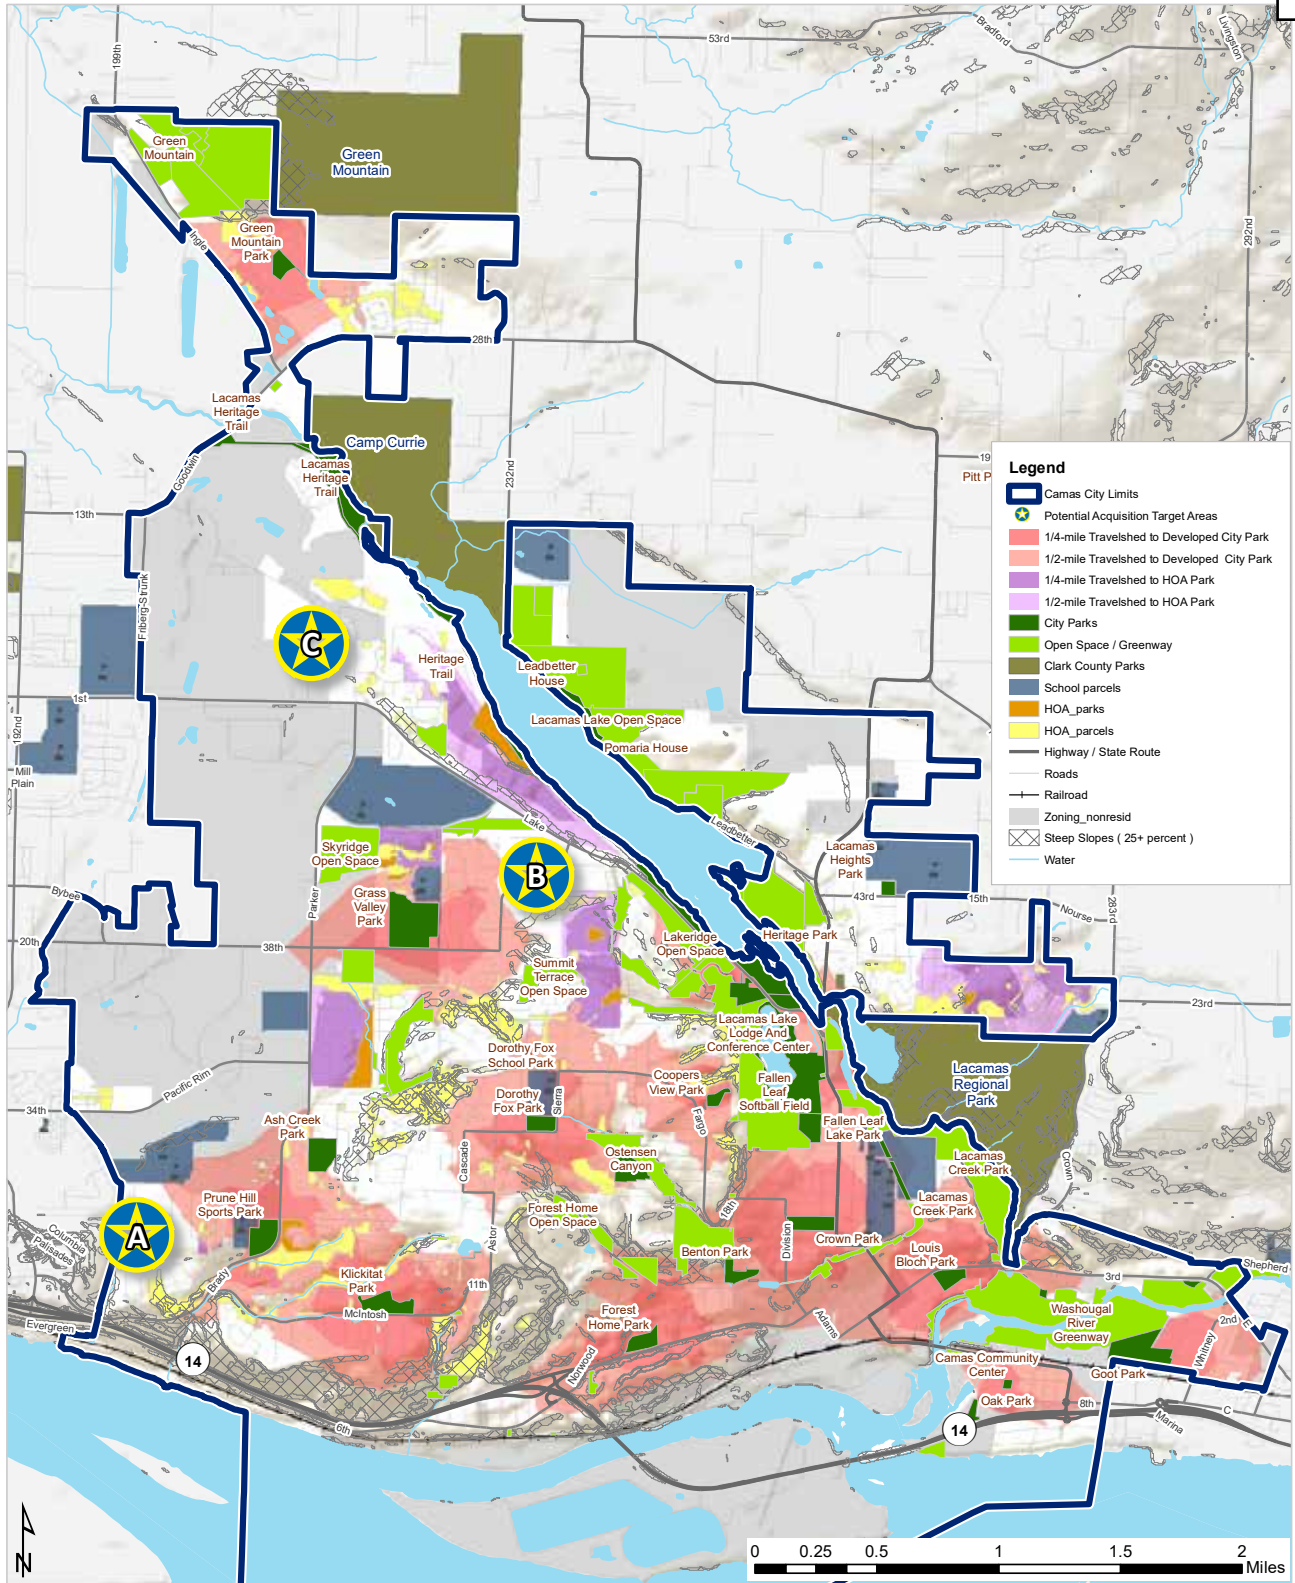 53rd
Bradford
Livingston
199th
292nd
Green
Mountain
Green
Mountain
Green
Mountain
Park
Ingle
28th
Lacamas
Heritage
Trail
Camp Currie
Goodwin
Lacamas
Heritage
Trail
232nd
19
Pitt P
13th
Friberg-Strunk
C
Heritage
Trail
Leadbetter
House
1st
192nd
Lacamas Lake Open Space
Pomaria House
Mill
Plain
Lake
Leadbetter
Skyridge
Open Space
Lacamas
Heights
Park
B
Bybee
Parker
Grass
Valley
Park
43rd
15th
Nourse
283rd
20th
38th
Lakeridge
Open Space
Heritage Park
Summit
Terrace
Open Space
23rd
Lacamas Lake
Lodge And
Conference Center
Dorothy Fox
School Park
Coopers
View Park
Fallen
Leaf
Softball Field
Lacamas
Regional
Park
Pacific Rim
34th
Dorothy
Fox Park
Sierra
Fargo
Ash Creek
Park
Fallen Leaf
Lake Park
Cascade
Ostensen
Canyon
Lacamas
Creek Park
Crown
Prune Hill
Sports Park
Lacamas
Creek Park
Forest Home
Open Space
18th
A
Columbia
Palisades
Astor
Division
Crown Park
Benton Park
Louis
Bloch Park
Shepherd
Brady
Klickitat
Park
11th
3rd
McIntosh
Forest
Home Park
Adams
Washougal
River
Greenway
2nd
E
Whitney
Evergreen
14
Norwood
Camas Community
Center
Goot Park
Oak Park
8th
C
Marina
6th
14
Legend
Camas City Limits
Potential Acquisition Target Areas
1/4-mile Travelshed to Developed City Park
1/2-mile Travelshed to Developed City Park
1/4-mile Travelshed to HOA Park
1/2-mile Travelshed to HOA Park
City Parks
Open Space / Greenway
Clark County Parks
School parcels
HOA_parks
HOA_parcels
Highway / State Route
Roads
Railroad
Zoning_nonresid
Steep Slopes ( 25+ percent )
Water
N
0 0.25 0.5 1 1.5 2
Miles